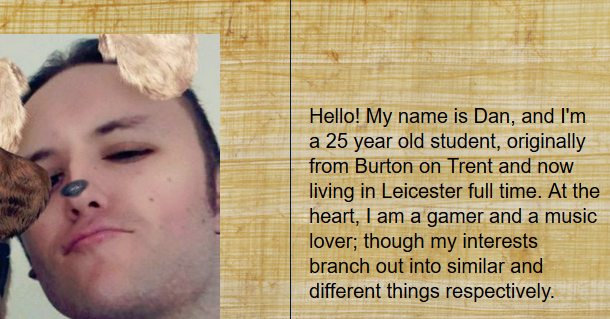 Hello! My name is Dan, and I'm
a 25 year old student, originally
from Burton on Trent and now
living in Leicester full time. At the
heart, I am a gamer and a music
lover; though my interests
branch out into similar and
different things respectively.